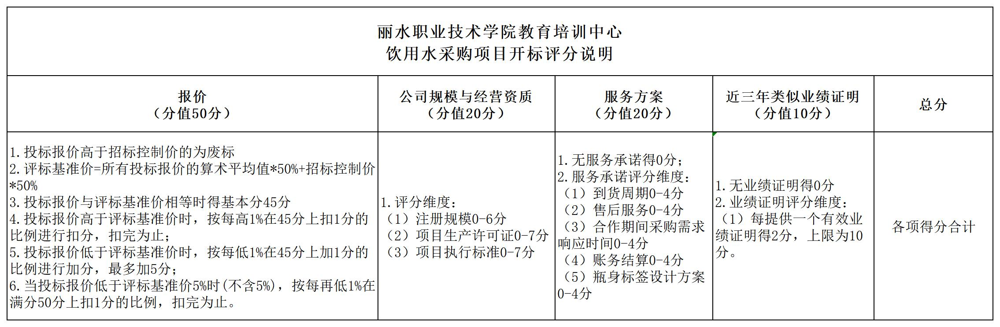 丽水职业技术学院教育培训中心
饮用水采购项目开标评分说明
报价
（分值50分）
公司规模与经营资质
（分值20分）
服务方案
（分值20分）
近三年类似业绩证明
（分值10分）
总分
1.投标报价高于招标控制价的为废标
2.评标基准价=所有投标报价的算术平均值*50%+招标控制价
*50%
3.投标报价与评标基准价相等时得基本分45分
4.投标报价高于评标基准价时，按每高1%在45分上扣1分的
比例进行扣分，扣完为止；
5.投标报价低于评标基准价时，按每低1%在45分上加1分的
比例进行加分，最多加5分；
6.当投标报价低于评标基准价5%时(不含5%)，按每再低1%在
满分50分上扣1分的比例，扣完为止。
1.评分维度：
（1）注册规模0-6分
（2）项目生产许可证0-7分
（3）项目执行标准0-7分
1.无服务承诺得0分；
2.服务承诺评分维度：
（1）到货周期0-4分
（2）售后服务0-4分
（3）合作期间采购需求
响应时间0-4分
（4）账务结算0-4分
（5）瓶身标签设计方案
0-4分
1.无业绩证明得0分
2.业绩证明评分维度：
（1）每提供一个有效业
绩证明得2分，上限为10
分。
各项得分合计